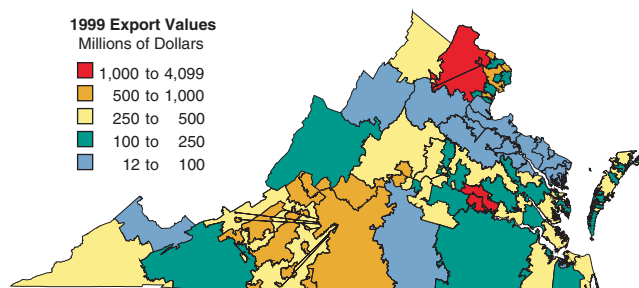 1999 Export Values
Millions of Dollars
1,000 to 4,099
500 to 1,000
250 to 500
100 to 250
12 to 100